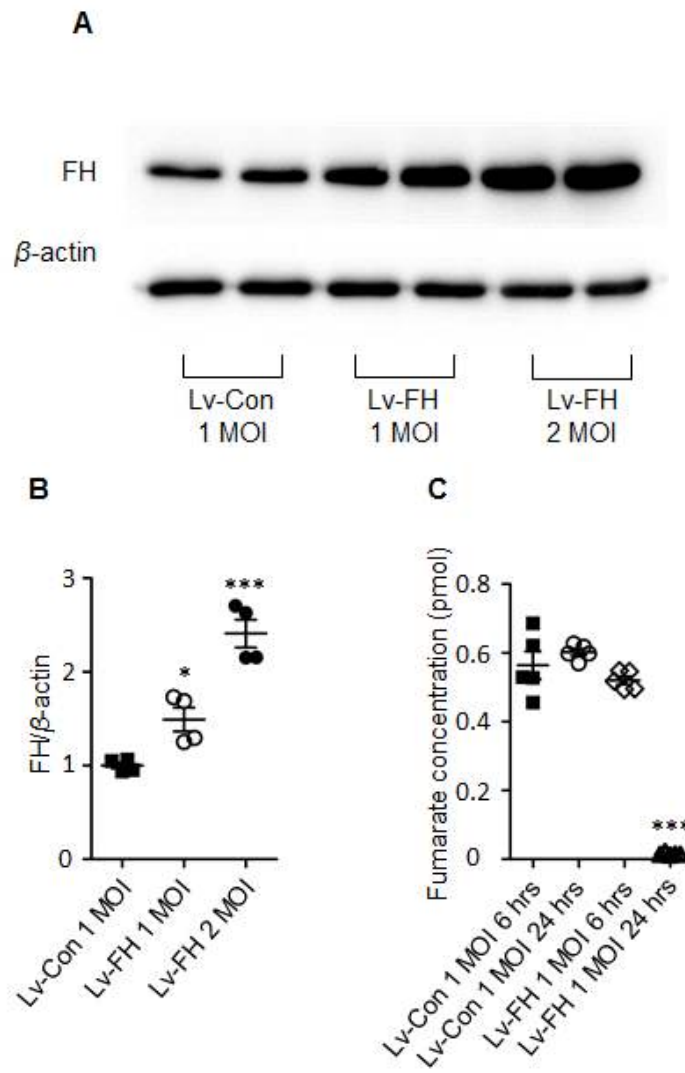 A
FH
β-actin
Lv-Con
1 MOI
Lv-FH
1 MOI
Lv-FH
2 MOI
B
FH/β-actin
3
2
1
0
***
*
Lv-Con 1 MOI
Lv-FH 1 MOI
Lv-FH 2 MOI
C
Fumarate concentration (pmol)
0.8
0.6
0.4
0.2
0
***
Lv-Con 1 MOI 6 hrs
Lv-Con 1 MOI 24 hrs
Lv-FH 1 MOI 6 hrs
Lv-FH 1 MOI 24 hrs